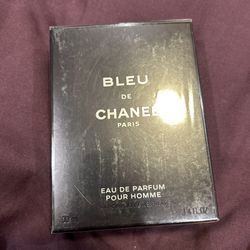 BLEU
DE
CHANEL
PARIS
EAU DE PARFUM
POUR HOMME